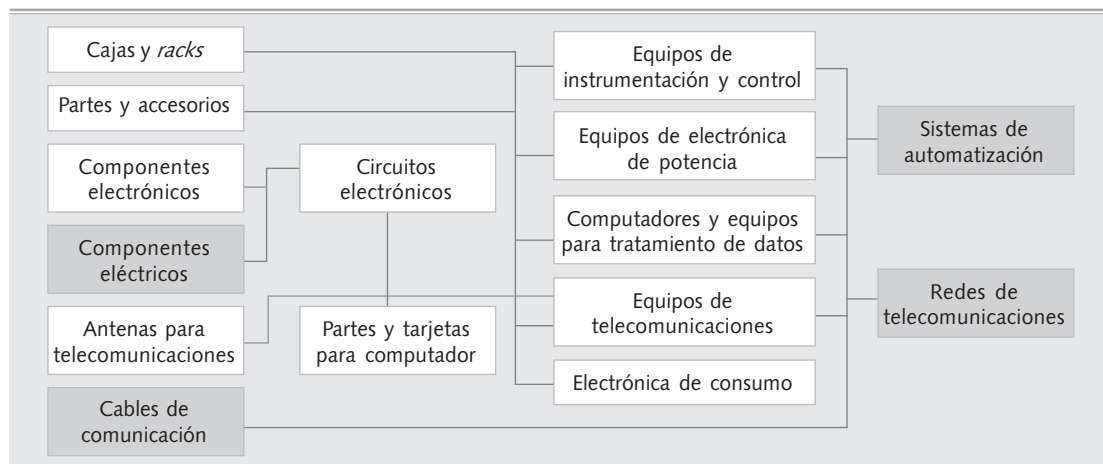 Cajas y racks
Partes y accesorios
Componentes
electrónicos
Componentes
eléctricos
Antenas para
telecomunicaciones
Cables de
comunicación
Circuitos
electrónicos
Partes y tarjetas
para computador
Equipos de
instrumentación y control
Equipos de electrónica
de potencia
Computadores y equipos
para tratamiento de datos
Equipos de
telecomunicaciones
Electrónica de consumo
Sistemas de
automatización
Redes de
telecomunicaciones